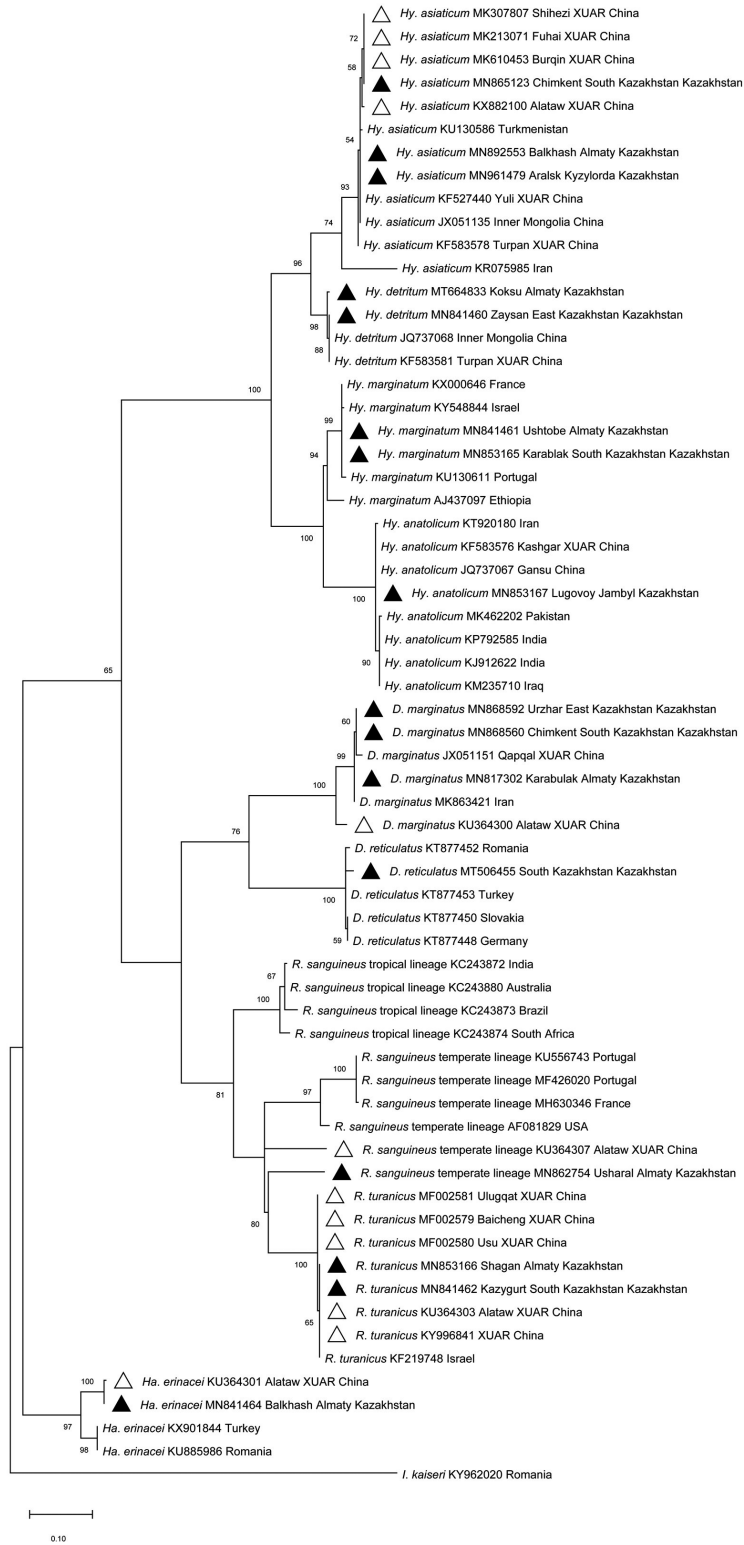 Hy. asiaticum MK307807 Shihezi XUAR China
72
Hy. asiaticum MK213071 Fuhai XUAR China
Hy. asiaticum MK610453 Burqin XUAR China
58
Hy. asiaticum MN865123 Chimkent South Kazakhstan Kazakhstan
Hy. asiaticum KX882100 Alataw XUAR China
Hy. asiaticum KU130586 Turkmenistan
54
Hy. asiaticum MN892553 Balkhash Almaty Kazakhstan
Hy. asiaticum MN961479 Aralsk Kyzylorda Kazakhstan
93
Hy. asiaticum KF527440 Yuli XUAR China
74
Hy. asiaticum JX051135 Inner Mongolia China
Hy. asiaticum KF583578 Turpan XUAR China
96
Hy. asiaticum KR075985 Iran
Hy. detritum MT664833 Koksu Almaty Kazakhstan
Hy. detritum MN841460 Zaysan East Kazakhstan Kazakhstan
98
Hy. detritum JQ737068 Inner Mongolia China
88
Hy. detritum KF583581 Turpan XUAR China
100
Hy. marginatum KX000646 France
Hy. marginatum KY548844 Israel
99
Hy. marginatum MN841461 Ushtobe Almaty Kazakhstan
94
Hy. marginatum MN853165 Karablak South Kazakhstan Kazakhstan
Hy. marginatum KU130611 Portugal
Hy. marginatum AJ437097 Ethiopia
Hy. anatolicum KT920180 Iran
100
Hy. anatolicum KF583576 Kashgar XUAR China
Hy. anatolicum JQ737067 Gansu China
Hy. anatolicum MN853167 Lugovoy Jambyl Kazakhstan
100
Hy. anatolicum MK462202 Pakistan
Hy. anatolicum KP792585 India
90
Hy. anatolicum KJ912622 India
65
Hy. anatolicum KM235710 Iraq
D. marginatus MN868592 Urzhar East Kazakhstan Kazakhstan
60
D. marginatus MN868560 Chimkent South Kazakhstan Kazakhstan
99
D. marginatus JX051151 Qapqal XUAR China
D. marginatus MN817302 Karabulak Almaty Kazakhstan
100
D. marginatus MK863421 Iran
D. marginatus KU364300 Alataw XUAR China
76
D. reticulatus KT877452 Romania
D. reticulatus MT506455 South Kazakhstan Kazakhstan
D. reticulatus KT877453 Turkey
100
D. reticulatus KT877450 Slovakia
59
D. reticulatus KT877448 Germany
R. sanguineus tropical lineage KC243872 India
67
R. sanguineus tropical lineage KC243880 Australia
100
R. sanguineus tropical lineage KC243873 Brazil
R. sanguineus tropical lineage KC243874 South Africa
R. sanguineus temperate lineage KU556743 Portugal
100
R. sanguineus temperate lineage MF426020 Portugal
81
97
R. sanguineus temperate lineage MH630346 France
R. sanguineus temperate lineage AF081829 USA
R. sanguineus temperate lineage KU364307 Alataw XUAR China
R. sanguineus temperate lineage MN862754 Usharal Almaty Kazakhstan
R. turanicus MF002581 Ulugqat XUAR China
80
R. turanicus MF002579 Baicheng XUAR China
R. turanicus MF002580 Usu XUAR China
100
R. turanicus MN853166 Shagan Almaty Kazakhstan
R. turanicus MN841462 Kazygurt South Kazakhstan Kazakhstan
R. turanicus KU364303 Alataw XUAR China
65
R. turanicus KY996841 XUAR China
R. turanicus KF219748 Israel
100
Ha. erinacei KU364301 Alataw XUAR China
Ha. erinacei MN841464 Balkhash Almaty Kazakhstan
97
Ha. erinacei KX901844 Turkey
98
Ha. erinacei KU885986 Romania
I. kaiseri KY962020 Romania
0.10